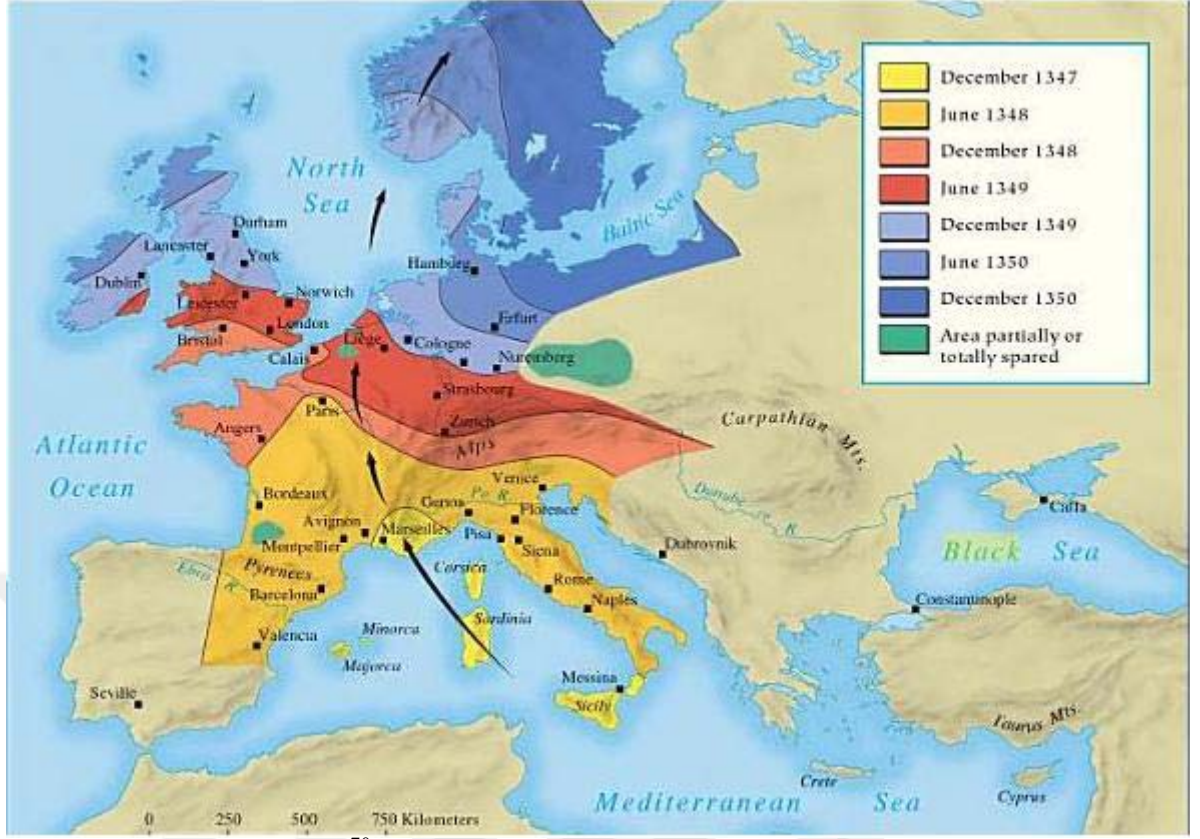 December 1347
June 1348
December 1348
June 1349
December 1349
June 1350
December 1350
Area partially or
totally spared
North
Sea
Baltic Sea
Durham
Lancaster
York
Dublin
Leicester
Norwich
London
Bristol
Calais
Hamburg
Erfurt
Liège
Cologne
Nuremberg
Strasbourg
Paris
Zurich
Angers
Alps
Carpathian Mts.
Atlantic
Ocean
Venice
Danube R.
Bordeaux
Genoa
Po R.
Florence
Caffa
Avignon
Marseilles
Montpellier
Pisa
Siena
Dubrovnik
Black Sea
Ebro R.
Pyrenees
Corsica
Barcelona
Rome
Naples
Constantinople
Valencia
Minorca
Sardinia
Majorca
Messina
Sicily
Seville
Taurus Mts.
Crete
Cyprus
Mediterranean Sea
0 250 500 750 Kilometers